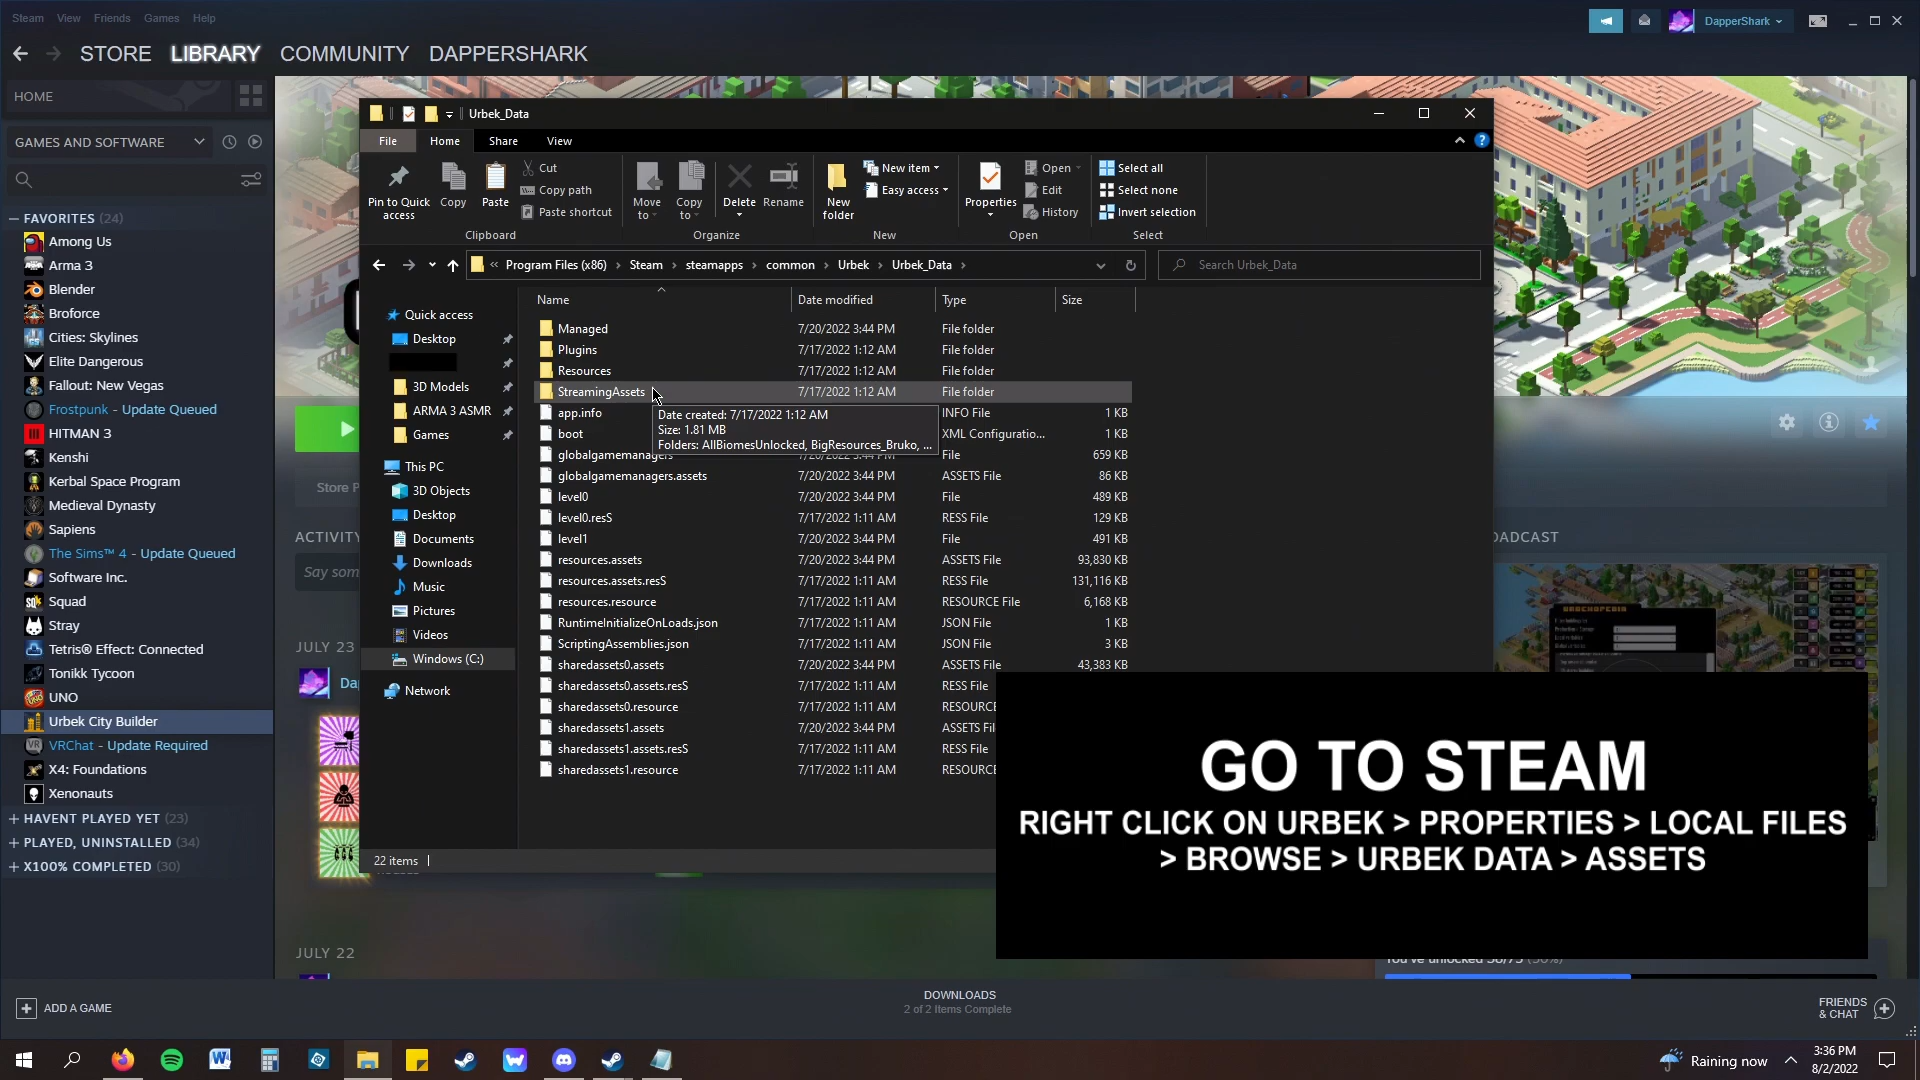 Steam View Friends Games Help
DapperShark
STORE LIBRARY COMMUNITY DAPPERSHARK
HOME
GAMES AND SOFTWARE
FAVORITES (24)
Among Us
Arma 3
Blender
Broforce
Cities: Skylines
Elite Dangerous
Fallout: New Vegas
Frostpunk - Update Queued
HITMAN 3
Kenshi
Kerbal Space Program
Medieval Dynasty
Sapiens
The Sims™ 4 - Update Queued
Software Inc.
Squad
Stray
Tetris® Effect: Connected
Tonikk Tycoon
UNO
Urbek City Builder
VRChat - Update Required
X4: Foundations
Xenonauts
HAVENT PLAYED YET (23)
PLAYED, UNINSTALLED (34)
X100% COMPLETED (30)
ADD A GAME
Urbek_Data
File Home Share View
Pin to Quick access
Copy
Paste
Cut
Copy path
Paste shortcut
Clipboard
Move to
Copy to
Delete
Rename
Organize
New folder
New item
Easy access
New
Properties
Open
Edit
History
Open
Select all
Select none
Invert selection
Select
« Program Files (x86) › Steam › steamapps › common › Urbek › Urbek_Data ›
Search Urbek_Data
Quick access
Desktop
3D Models
ARMA 3 ASMR
Games
This PC
3D Objects
Desktop
Documents
Downloads
Music
Pictures
Videos
Windows (C:)
Network
Name Date modified Type Size
Managed 7/20/2022 3:44 PM File folder
Plugins 7/17/2022 1:12 AM File folder
Resources 7/17/2022 1:12 AM File folder
StreamingAssets 7/17/2022 1:12 AM File folder
app.info INFO File 1 KB
boot XML Configuratio... 1 KB
Date created: 7/17/2022 1:12 AM
Size: 1.81 MB
Folders: AllBiomesUnlocked, BigResources_Bruko, ...
globalgamemanagers 7/20/2022 3:44 PM File 659 KB
globalgamemanagers.assets 7/20/2022 3:44 PM ASSETS File 86 KB
level0 7/20/2022 3:44 PM File 489 KB
level0.resS 7/17/2022 1:11 AM RESS File 129 KB
level1 7/20/2022 3:44 PM File 491 KB
resources.assets 7/20/2022 3:44 PM ASSETS File 93,830 KB
resources.assets.resS 7/17/2022 1:11 AM RESS File 131,116 KB
resources.resource 7/17/2022 1:11 AM RESOURCE File 6,168 KB
RuntimeInitializeOnLoads.json 7/17/2022 1:11 AM JSON File 1 KB
ScriptingAssemblies.json 7/17/2022 1:11 AM JSON File 3 KB
sharedassets0.assets 7/20/2022 3:44 PM ASSETS File 43,383 KB
sharedassets0.assets.resS 7/17/2022 1:11 AM RESS File
sharedassets0.resource 7/17/2022 1:11 AM RESOURC
sharedassets1.assets 7/20/2022 3:44 PM ASSETS Fi
sharedassets1.assets.resS 7/17/2022 1:11 AM RESS File
sharedassets1.resource 7/17/2022 1:11 AM RESOURC
22 items
Store P
ACTIVITY
Say som
JULY 23
Da
JULY 22
OADCAST
URBEKOPEDIA
GO TO STEAM
RIGHT CLICK ON URBEK > PROPERTIES > LOCAL FILES
> BROWSE > URBEK DATA > ASSETS
DOWNLOADS
2 of 2 Items Complete
FRIENDS & CHAT
Raining now
3:36 PM
8/2/2022